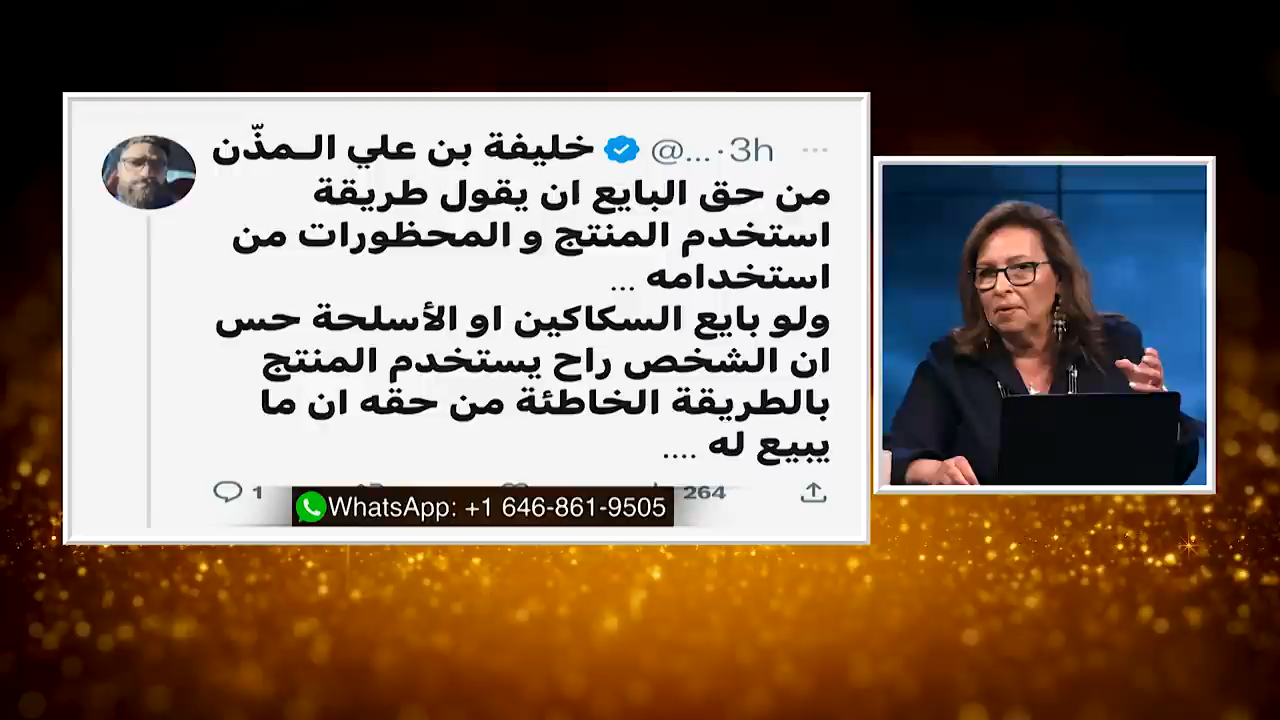 خليفة بن علي الـمذّن @... · 3h ...
من حق البايع ان يقول طريقة
استخدم المنتج و المحظورات من
استخدامه ...
ولو بايع السكاكين او الأسلحة حس
ان الشخص راح يستخدم المنتج
بالطريقة الخاطئة من حقه ان ما
يبيع له ....
1 264
WhatsApp: +1 646-861-9505